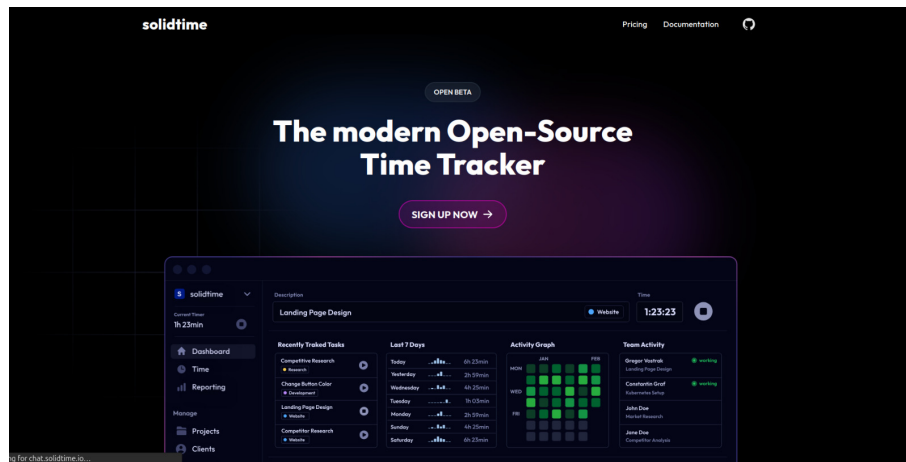 solidtime
Pricing
Documentation
OPEN BETA
The modern Open-Source
Time Tracker
SIGN UP NOW →
S solidtime
Current Timer
1h 23min
Dashboard
Time
Reporting
Manage
Projects
Clients
Description
Landing Page Design
Website
Time
1:23:23
Recently Traked Tasks
Competitive Research
Research
Change Button Color
Development
Landing Page Design
Website
Competitor Research
Website
Last 7 Days
Today 6h 23min
Yesterday 2h 59min
Wednesday 4h 25min
Tuesday 1h 03min
Monday 2h 59min
Sunday 4h 25min
Saturday 6h 23min
Activity Graph
JAN FEB
MON
WED
FRI
Team Activity
Gregor Vostrak working
Landing Page Design
Constantin Graf working
Kubernetes Setup
John Doe
Market Research
Jane Doe
Competitor Analysis
ng for chat.solidtime.io...